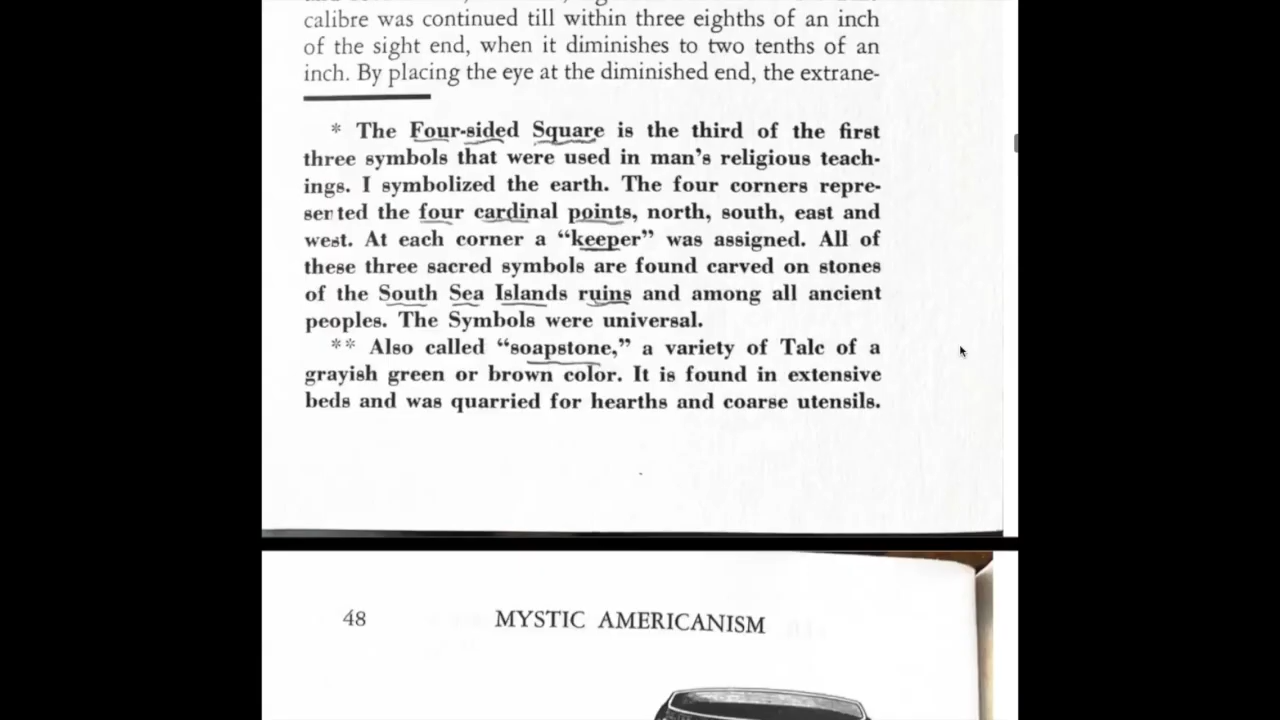 calibre was continued till within three eighths of an inch
of the sight end, when it diminishes to two tenths of an
inch. By placing the eye at the diminished end, the extrane-
* The Four-sided Square is the third of the first
three symbols that were used in man's religious teach-
ings. I symbolized the earth. The four corners repre-
sented the four cardinal points, north, south, east and
west. At each corner a “keeper” was assigned. All of
these three sacred symbols are found carved on stones
of the South Sea Islands ruins and among all ancient
peoples. The Symbols were universal.
** Also called “soapstone,” a variety of Talc of a
grayish green or brown color. It is found in extensive
beds and was quarried for hearths and coarse utensils.
48 MYSTIC AMERICANISM